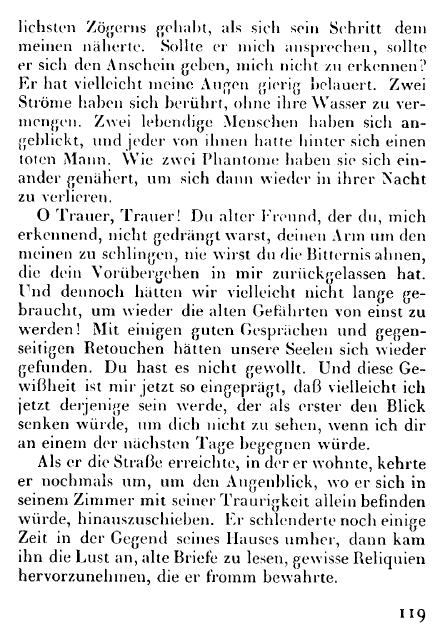 lichsten Zögerns gehabt, als sich sein Schritt dem
meinen näherte. Sollte er mich ansprechen, sollte
er sich den Anschein geben, mich nicht zu erkennen?
Er hat vielleicht meine Augen gierig belauert. Zwei
Ströme haben sich berührt, ohne ihre Wasser zu ver-
mengen. Zwei lebendige Menschen haben sich an-
geblickt, und jeder von ihnen hatte hinter sich einen
toten Mann. Wie zwei Phantome haben sie sich ein-
ander genähert, um sich dann wieder in ihrer Nacht
zu verlieren.
O Trauer, Trauer! Du alter Freund, der du, mich
erkennend, nicht gedrängt warst, deinen Arm um den
meinen zu schlingen, nie wirst du die Bitternis ahnen,
die dein Vorübergehen in mir zurückgelassen hat.
Und dennoch hätten wir vielleicht nicht lange ge-
braucht, um wieder die alten Gefährten von einst zu
werden! Mit einigen guten Gesprächen und gegen-
seitigen Retouchen hätten unsere Seelen sich wieder
gefunden. Du hast es nicht gewollt. Und diese Ge-
wißheit ist mir jetzt so eingeprägt, daß vielleicht ich
jetzt derjenige sein werde, der als erster den Blick
senken würde, um dich nicht zu sehen, wenn ich dir
an einem der nächsten Tage begegnen würde.
Als er die Straße erreichte, in der er wohnte, kehrte
er nochmals um, um den Augenblick, wo er sich in
seinem Zimmer mit seiner Traurigkeit allein befinden
würde, hinauszuschieben. Er schlenderte noch einige
Zeit in der Gegend seines Hauses umher, dann kam
ihn die Lust an, alte Briefe zu lesen, gewisse Reliquien
hervorzunehmen, die er fromm bewahrte.
119